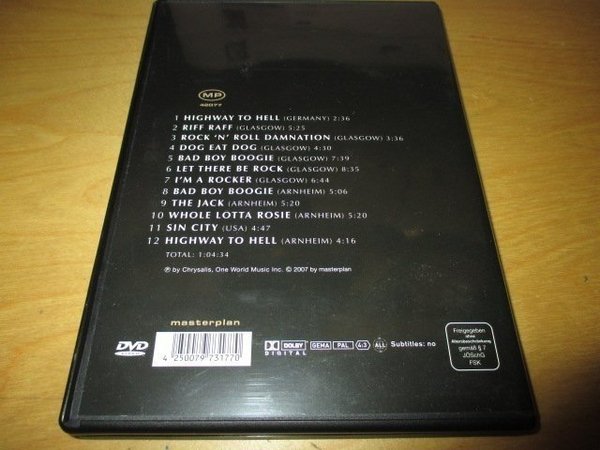 MP
42077
1 HIGHWAY TO HELL (GERMANY) 2:36
2 RIFF RAFF (GLASGOW) 5:25
3 ROCK 'N' ROLL DAMNATION (GLASGOW) 3:36
4 DOG EAT DOG (GLASGOW) 4:30
5 BAD BOY BOOGIE (GLASGOW) 7:39
6 LET THERE BE ROCK (GLASGOW) 8:35
7 I'M A ROCKER (GLASGOW) 6:44
8 BAD BOY BOOGIE (ARNHEIM) 5:06
9 THE JACK (ARNHEIM) 5:20
10 WHOLE LOTTA ROSIE (ARNHEIM) 5:20
11 SIN CITY (USA) 4:47
12 HIGHWAY TO HELL (ARNHEIM) 4:16
TOTAL: 1:04:34
℗ by Chrysalis, One World Music Inc. © 2007 by masterplan
masterplan
DVD
4 250079 731770
DOLBY
DIGITAL
GEMA PAL 4:3 ALL Subtitles: no
Freigegeben
ohne
Altersbeschränkung
gemäß § 7
JÖSchG
FSK